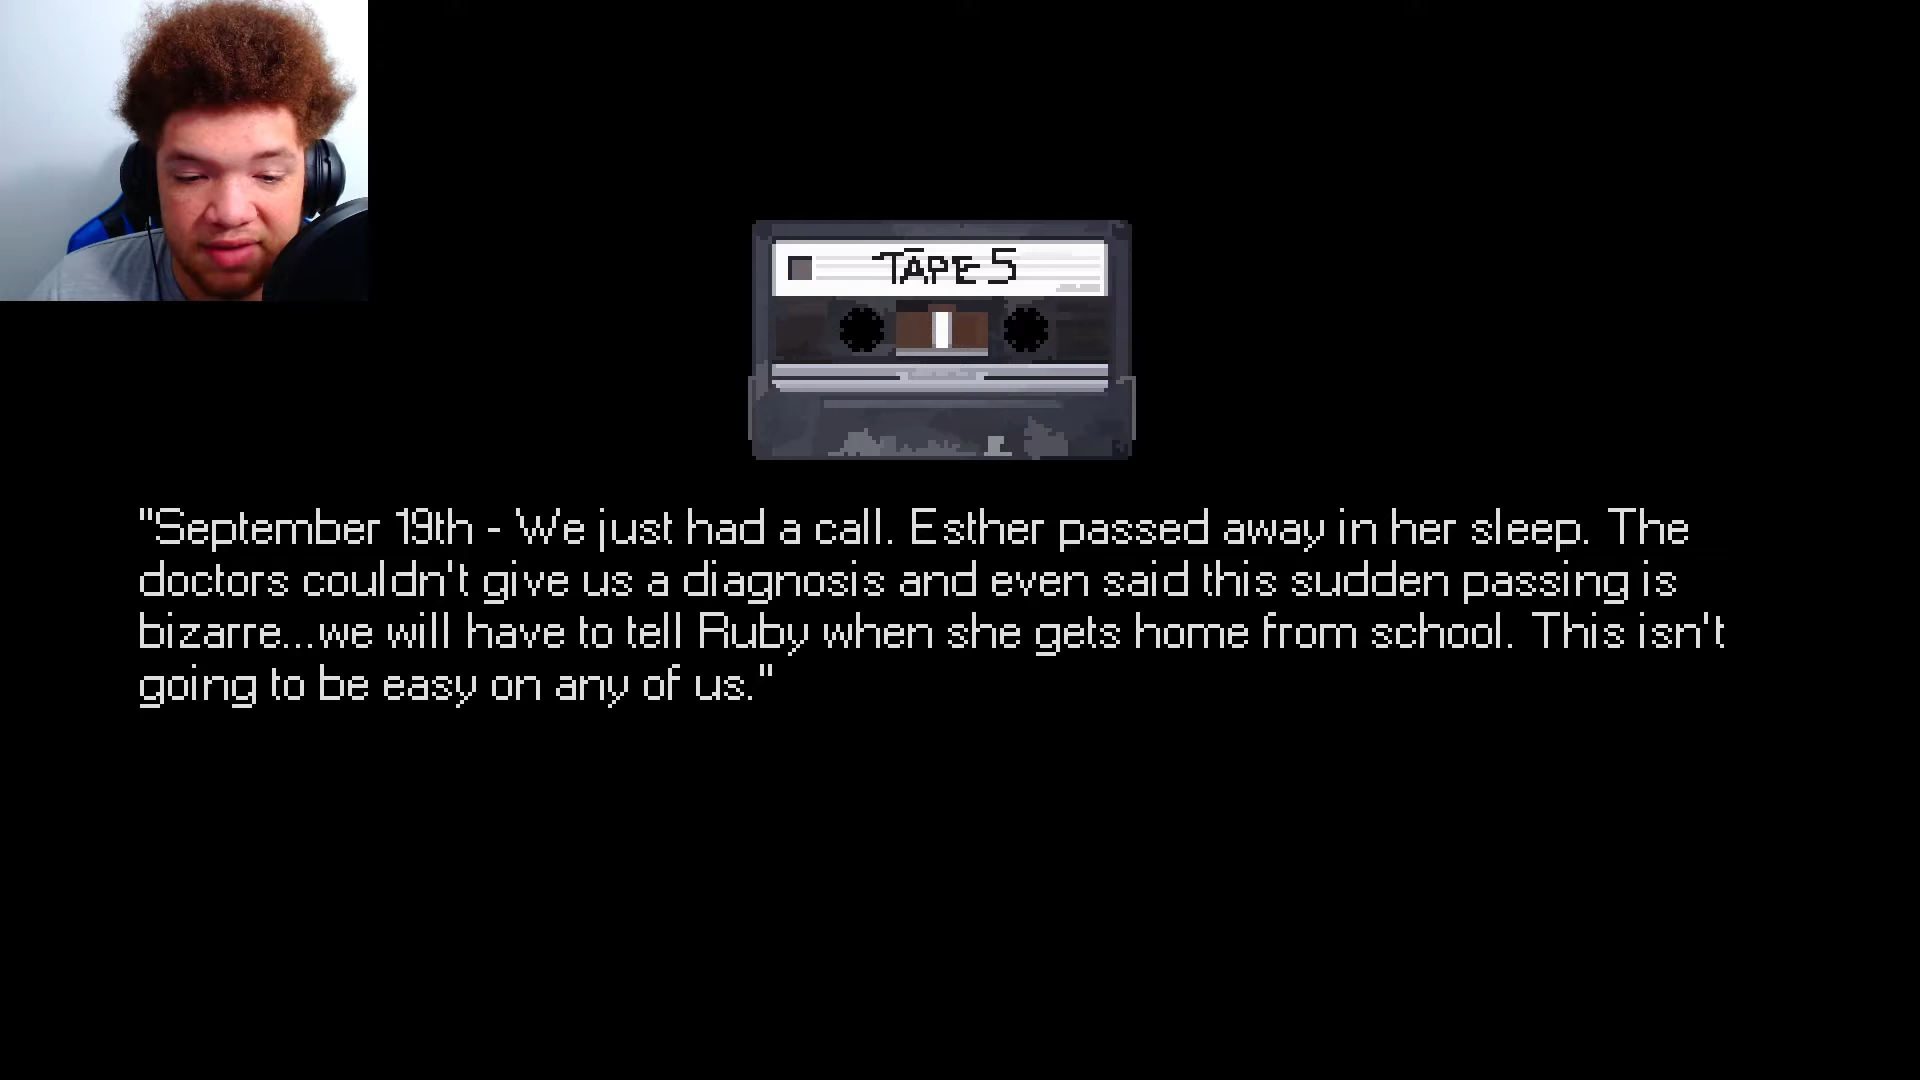 TAPE 5
"September 19th - We just had a call. Esther passed away in her sleep. The
doctors couldn't give us a diagnosis and even said this sudden passing is
bizarre...we will have to tell Ruby when she gets home from school. This isn't
going to be easy on any of us."